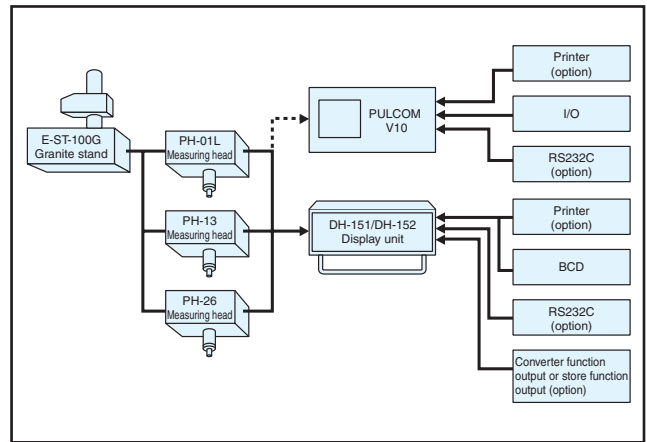 E-ST-100G
Granite stand
PH-01L
Measuring head
PH-13
Measuring head
PH-26
Measuring head
PULCOM
V10
DH-151/DH-152
Display unit
Printer
(option)
I/O
RS232C
(option)
Printer
(option)
BCD
RS232C
(option)
Converter function
output or store function
output (option)